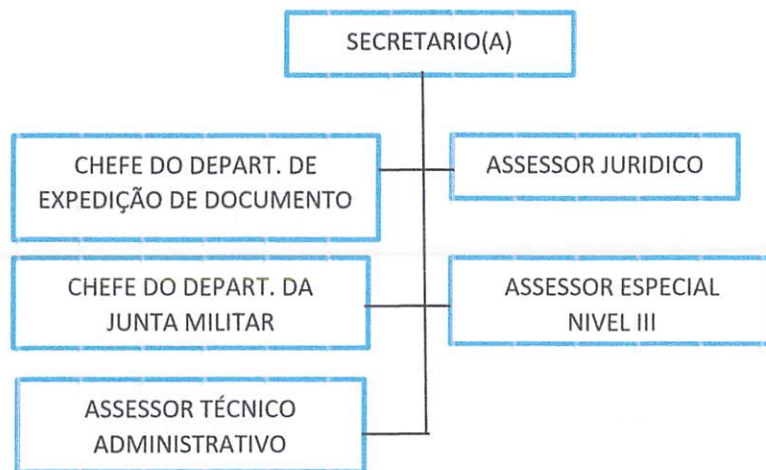 SECRETARIO(A)
CHEFE DO DEPART. DE
EXPEDIÇÃO DE DOCUMENTO
ASSESSOR JURIDICO
CHEFE DO DEPART. DA
JUNTA MILITAR
ASSESSOR ESPECIAL
NIVEL III
ASSESSOR TÉCNICO
ADMINISTRATIVO